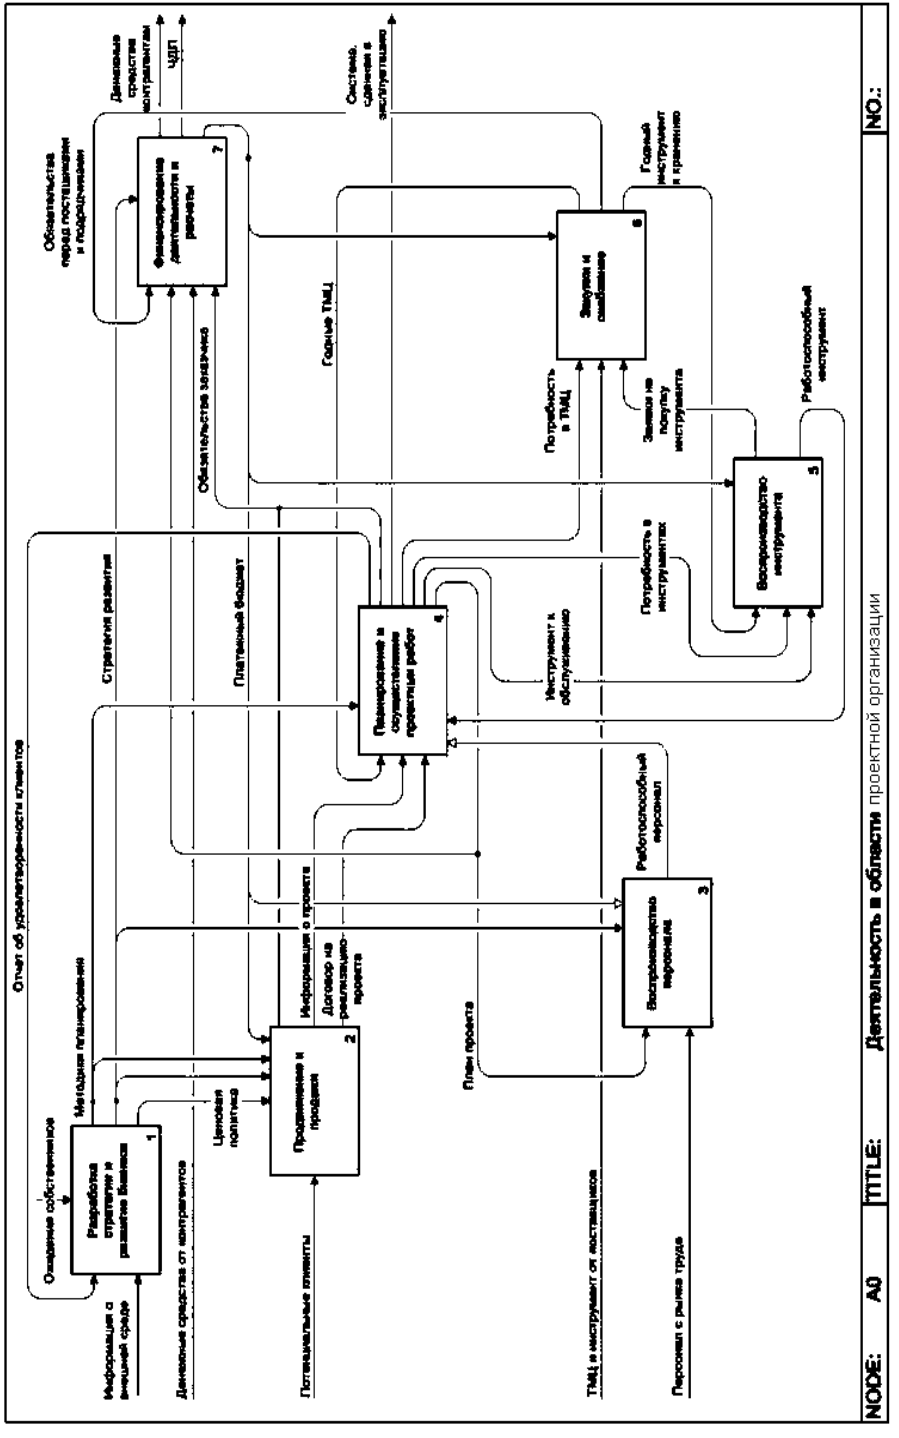 Ожидание собственников
Информация о
внешней среде
Разработка
стратегии и
развитие бизнеса
1
Отчет об удовлетворенности клиентов
Методики планирования
Стратегия развития
Ценовая
политика
Денежные средства от контрагентов
Потенциальные клиенты
Продвижение и
продажи
2
Информация о проекте
Договор на
реализацию
проекта
Платежный бюджет
Обязательства заказчика
План проекта
ТМЦ и инструмент от поставщиков
Персонал с рынка труда
Воспроизводство
персонала
3
Работоспособный
персонал
Планирование и
осуществление
проектных работ
4
Инструмент к
обслуживанию
Потребность в
инструментах
Потребность
в ТМЦ
Годные ТМЦ
Воспроизводство
инструмента
5
Работоспособный
инструмент
Заявки на
покупку
инструмента
Закупки и
снабжение
6
Годный
инструмент
к хранению
Обязательства
перед поставщиками
и подрядчиками
Финансирование
деятельности и
расчеты
7
Денежные
средства
контрагентам
ЧДП
Система,
сданная в
эксплуатацию
NODE: A0
TITLE: Деятельность в области проектной организации
NO.: